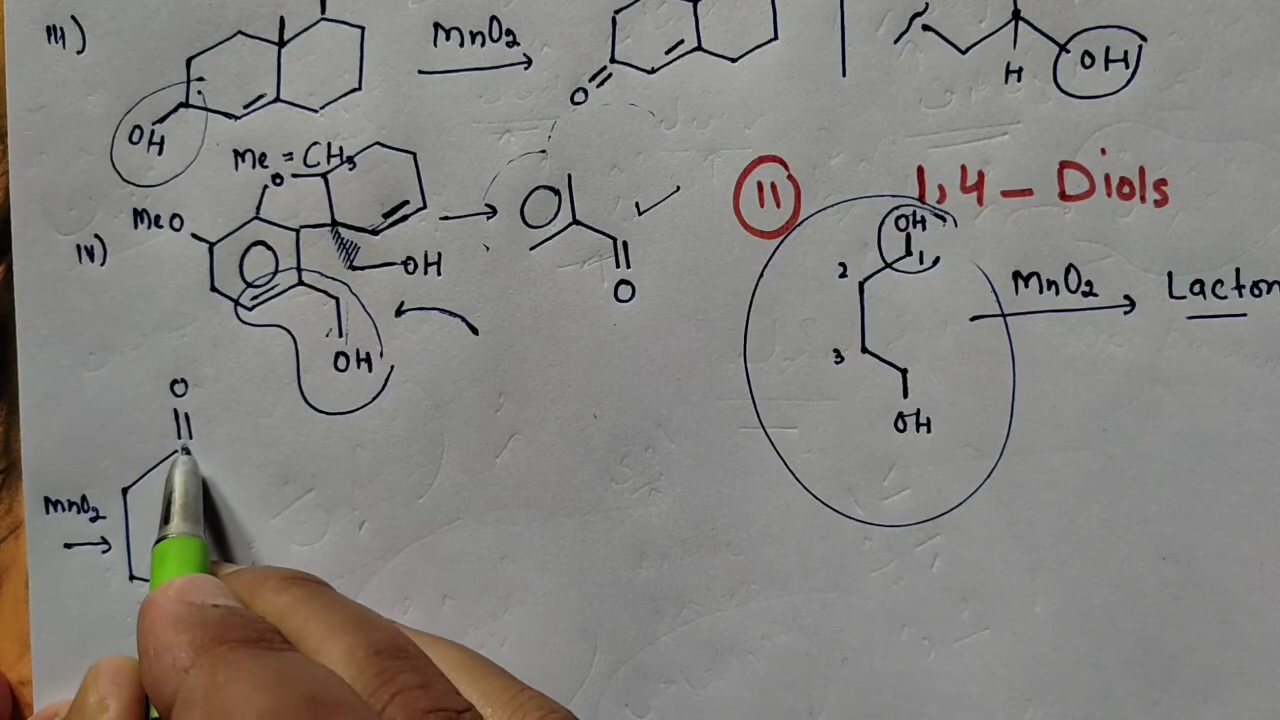 III)
MnO2
OH
O
H
OH
Me = CH3
O
MeO
IV)
OH
OH
O
11
1,4 - Diols
OH
1
2
3
OH
MnO2
Lacton
O
MnO2